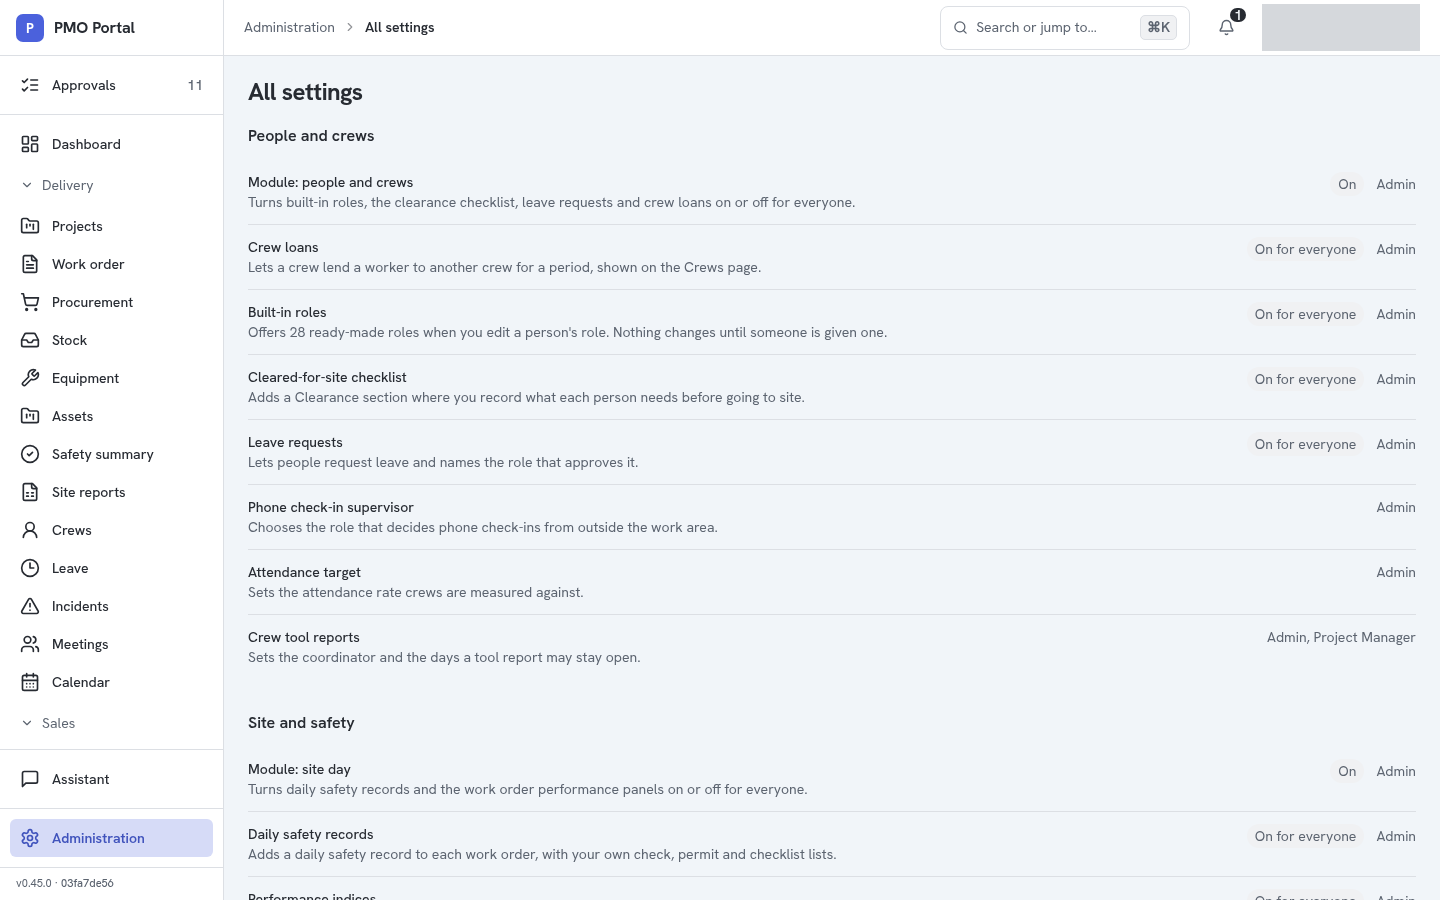 P PMO Portal
Administration > All settings
Search or jump to... ⌘K
1
Approvals 11
Dashboard
Delivery
Projects
Work order
Procurement
Stock
Equipment
Assets
Safety summary
Site reports
Crews
Leave
Incidents
Meetings
Calendar
Sales
Assistant
Administration
v0.45.0 · 03fa7de56
All settings
People and crews
Module: people and crews On Admin
Turns built-in roles, the clearance checklist, leave requests and crew loans on or off for everyone.
Crew loans On for everyone Admin
Lets a crew lend a worker to another crew for a period, shown on the Crews page.
Built-in roles On for everyone Admin
Offers 28 ready-made roles when you edit a person's role. Nothing changes until someone is given one.
Cleared-for-site checklist On for everyone Admin
Adds a Clearance section where you record what each person needs before going to site.
Leave requests On for everyone Admin
Lets people request leave and names the role that approves it.
Phone check-in supervisor Admin
Chooses the role that decides phone check-ins from outside the work area.
Attendance target Admin
Sets the attendance rate crews are measured against.
Crew tool reports Admin, Project Manager
Sets the coordinator and the days a tool report may stay open.
Site and safety
Module: site day On Admin
Turns daily safety records and the work order performance panels on or off for everyone.
Daily safety records On for everyone Admin
Adds a daily safety record to each work order, with your own check, permit and checklist lists.
Performance indices On for everyone Admin